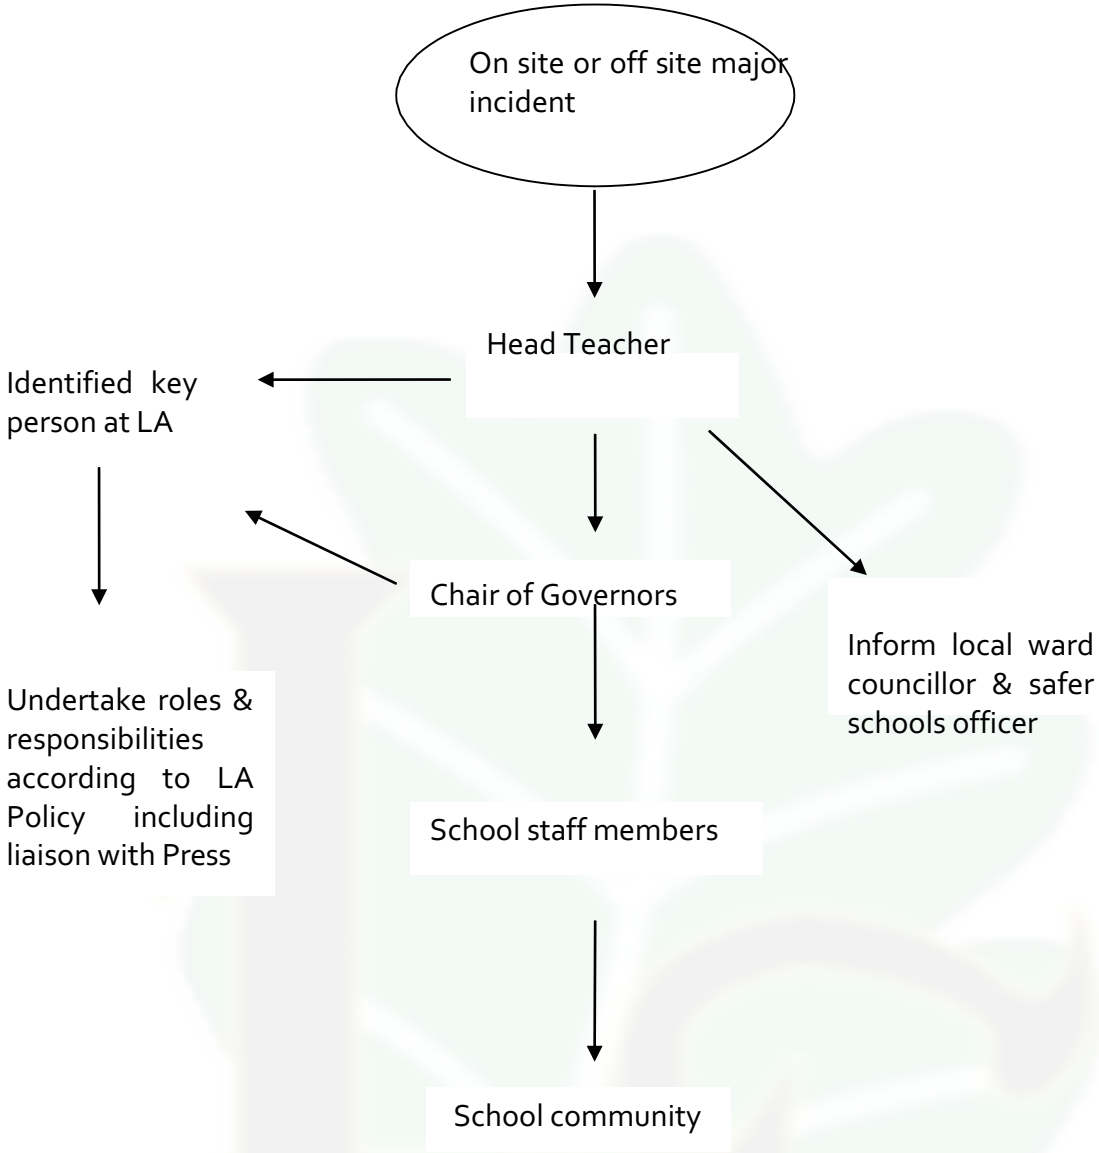 On site or off site major
incident
Head Teacher
Identified key
person at LA
Chair of Governors
Inform local ward
councillor & safer
schools officer
Undertake roles &
responsibilities
according to LA
Policy including
liaison with Press
School staff members
School community